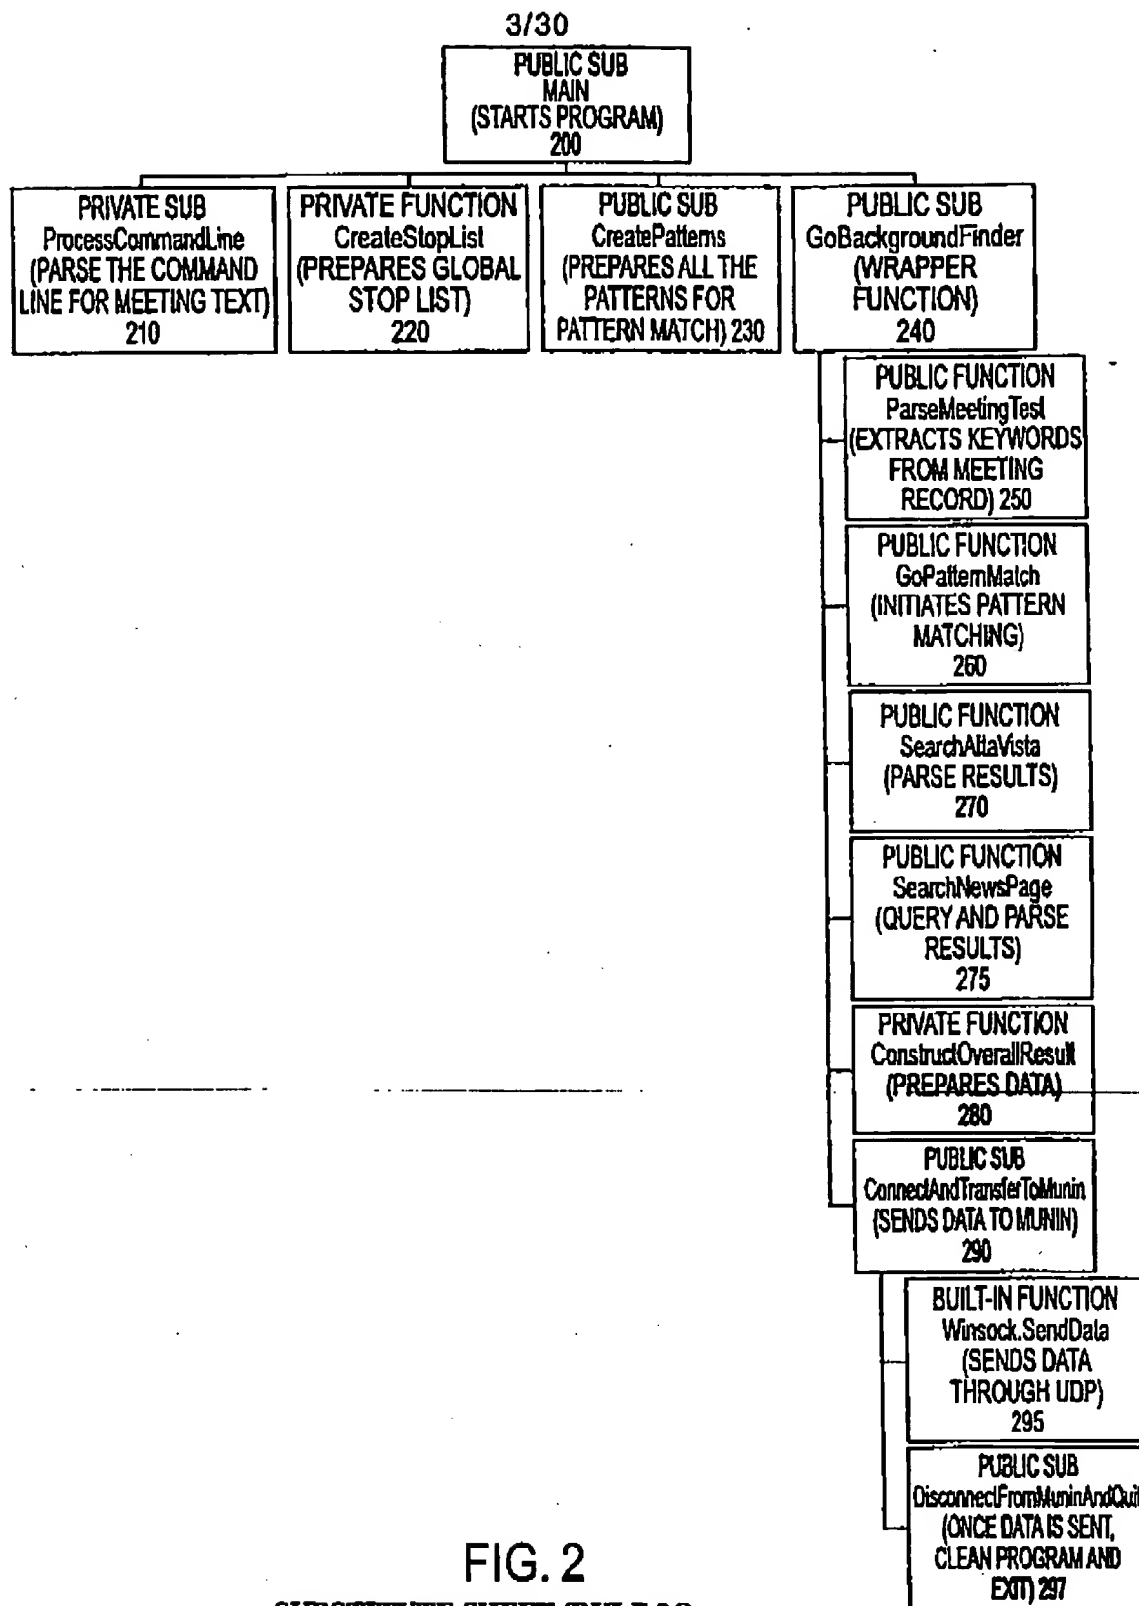 3/30
PUBLIC SUB
MAIN
(STARTS PROGRAM)
200
PRIVATE SUB
ProcessCommandLine
(PARSE THE COMMAND
LINE FOR MEETING TEXT)
210
PRIVATE FUNCTION
CreateStopList
(PREPARES GLOBAL
STOP LIST)
220
PUBLIC SUB
CreatePatterns
(PREPARES ALL THE
PATTERNS FOR
PATTERN MATCH) 230
PUBLIC SUB
GoBackgroundFinder
(WRAPPER
FUNCTION)
240
PUBLIC FUNCTION
ParseMeetingTest
(EXTRACTS KEYWORDS
FROM MEETING
RECORD) 250
PUBLIC FUNCTION
GoPatternMatch
(INITIATES PATTERN
MATCHING)
260
PUBLIC FUNCTION
SearchAltaVista
(PARSE RESULTS)
270
PUBLIC FUNCTION
SearchNewsPage
(QUERY AND PARSE
RESULTS)
275
PRIVATE FUNCTION
ConstructOverallResult
(PREPARES DATA)
280
PUBLIC SUB
ConnectAndTransferToMunin
(SENDS DATA TO MUNIN)
290
BUILT-IN FUNCTION
Winsock.SendData
(SENDS DATA
THROUGH UDP)
295
PUBLIC SUB
DisconnectFromMuninAndQuit
(ONCE DATA IS SENT,
CLEAN PROGRAM AND
EXIT) 297
FIG. 2